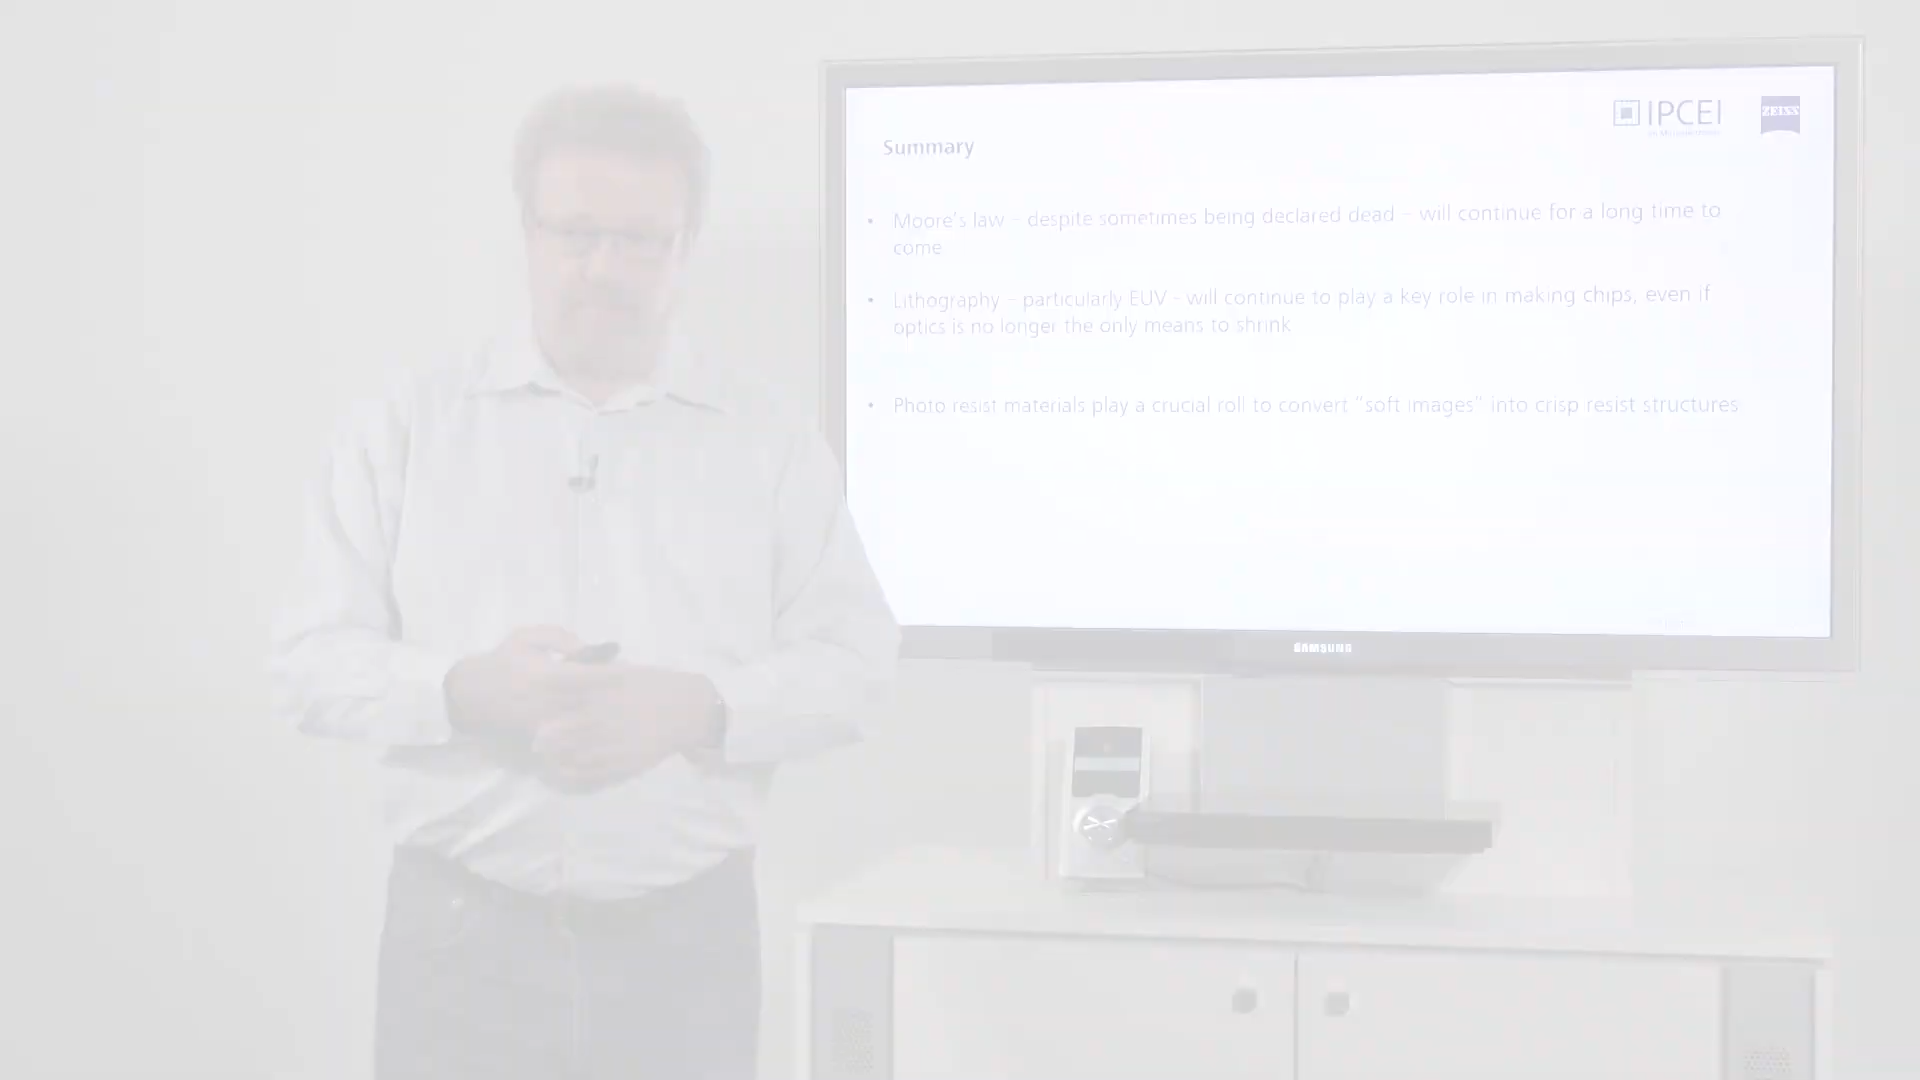 IPCEI
ZEISS
Summary
• Moore's law – despite sometimes being declared dead – will continue for a long time to
come
• Lithography – particularly EUV - will continue to play a key role in making chips, even if
optics is no longer the only means to shrink
• Photo resist materials play a crucial roll to convert "soft images" into crisp resist structures
SAMSUNG